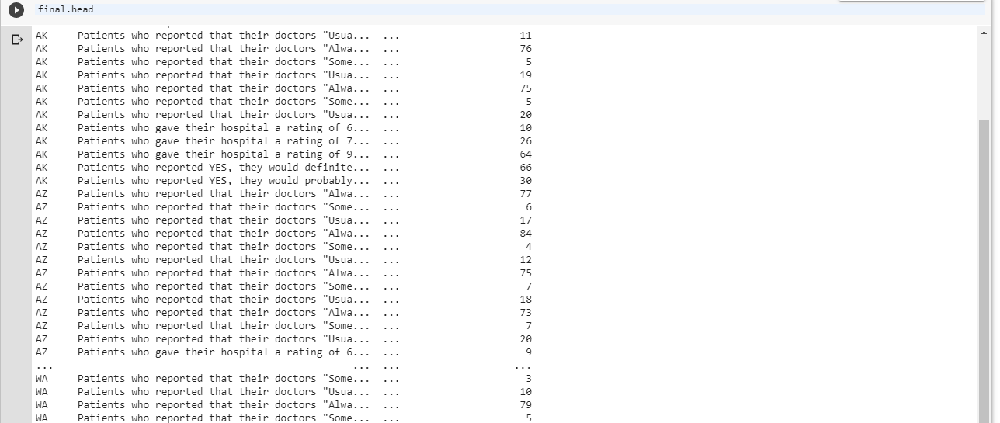 final.head
AK Patients who reported that their doctors "Usua... ... 11
AK Patients who reported that their doctors "Alwa... ... 76
AK Patients who reported that their doctors "Some... ... 5
AK Patients who reported that their doctors "Usua... ... 19
AK Patients who reported that their doctors "Alwa... ... 75
AK Patients who reported that their doctors "Some... ... 5
AK Patients who reported that their doctors "Usua... ... 20
AK Patients who gave their hospital a rating of 6... ... 10
AK Patients who gave their hospital a rating of 7... ... 26
AK Patients who gave their hospital a rating of 9... ... 64
AK Patients who reported YES, they would definite... ... 66
AK Patients who reported YES, they would probably... ... 30
AZ Patients who reported that their doctors "Alwa... ... 77
AZ Patients who reported that their doctors "Some... ... 6
AZ Patients who reported that their doctors "Usua... ... 17
AZ Patients who reported that their doctors "Alwa... ... 84
AZ Patients who reported that their doctors "Some... ... 4
AZ Patients who reported that their doctors "Usua... ... 12
AZ Patients who reported that their doctors "Alwa... ... 75
AZ Patients who reported that their doctors "Some... ... 7
AZ Patients who reported that their doctors "Usua... ... 18
AZ Patients who reported that their doctors "Alwa... ... 73
AZ Patients who reported that their doctors "Some... ... 7
AZ Patients who reported that their doctors "Usua... ... 20
AZ Patients who gave their hospital a rating of 6... ... 9
... ... ... ...
WA Patients who reported that their doctors "Some... ... 3
WA Patients who reported that their doctors "Usua... ... 10
WA Patients who reported that their doctors "Alwa... ... 79
WA Patients who reported that their doctors "Some... ... 5